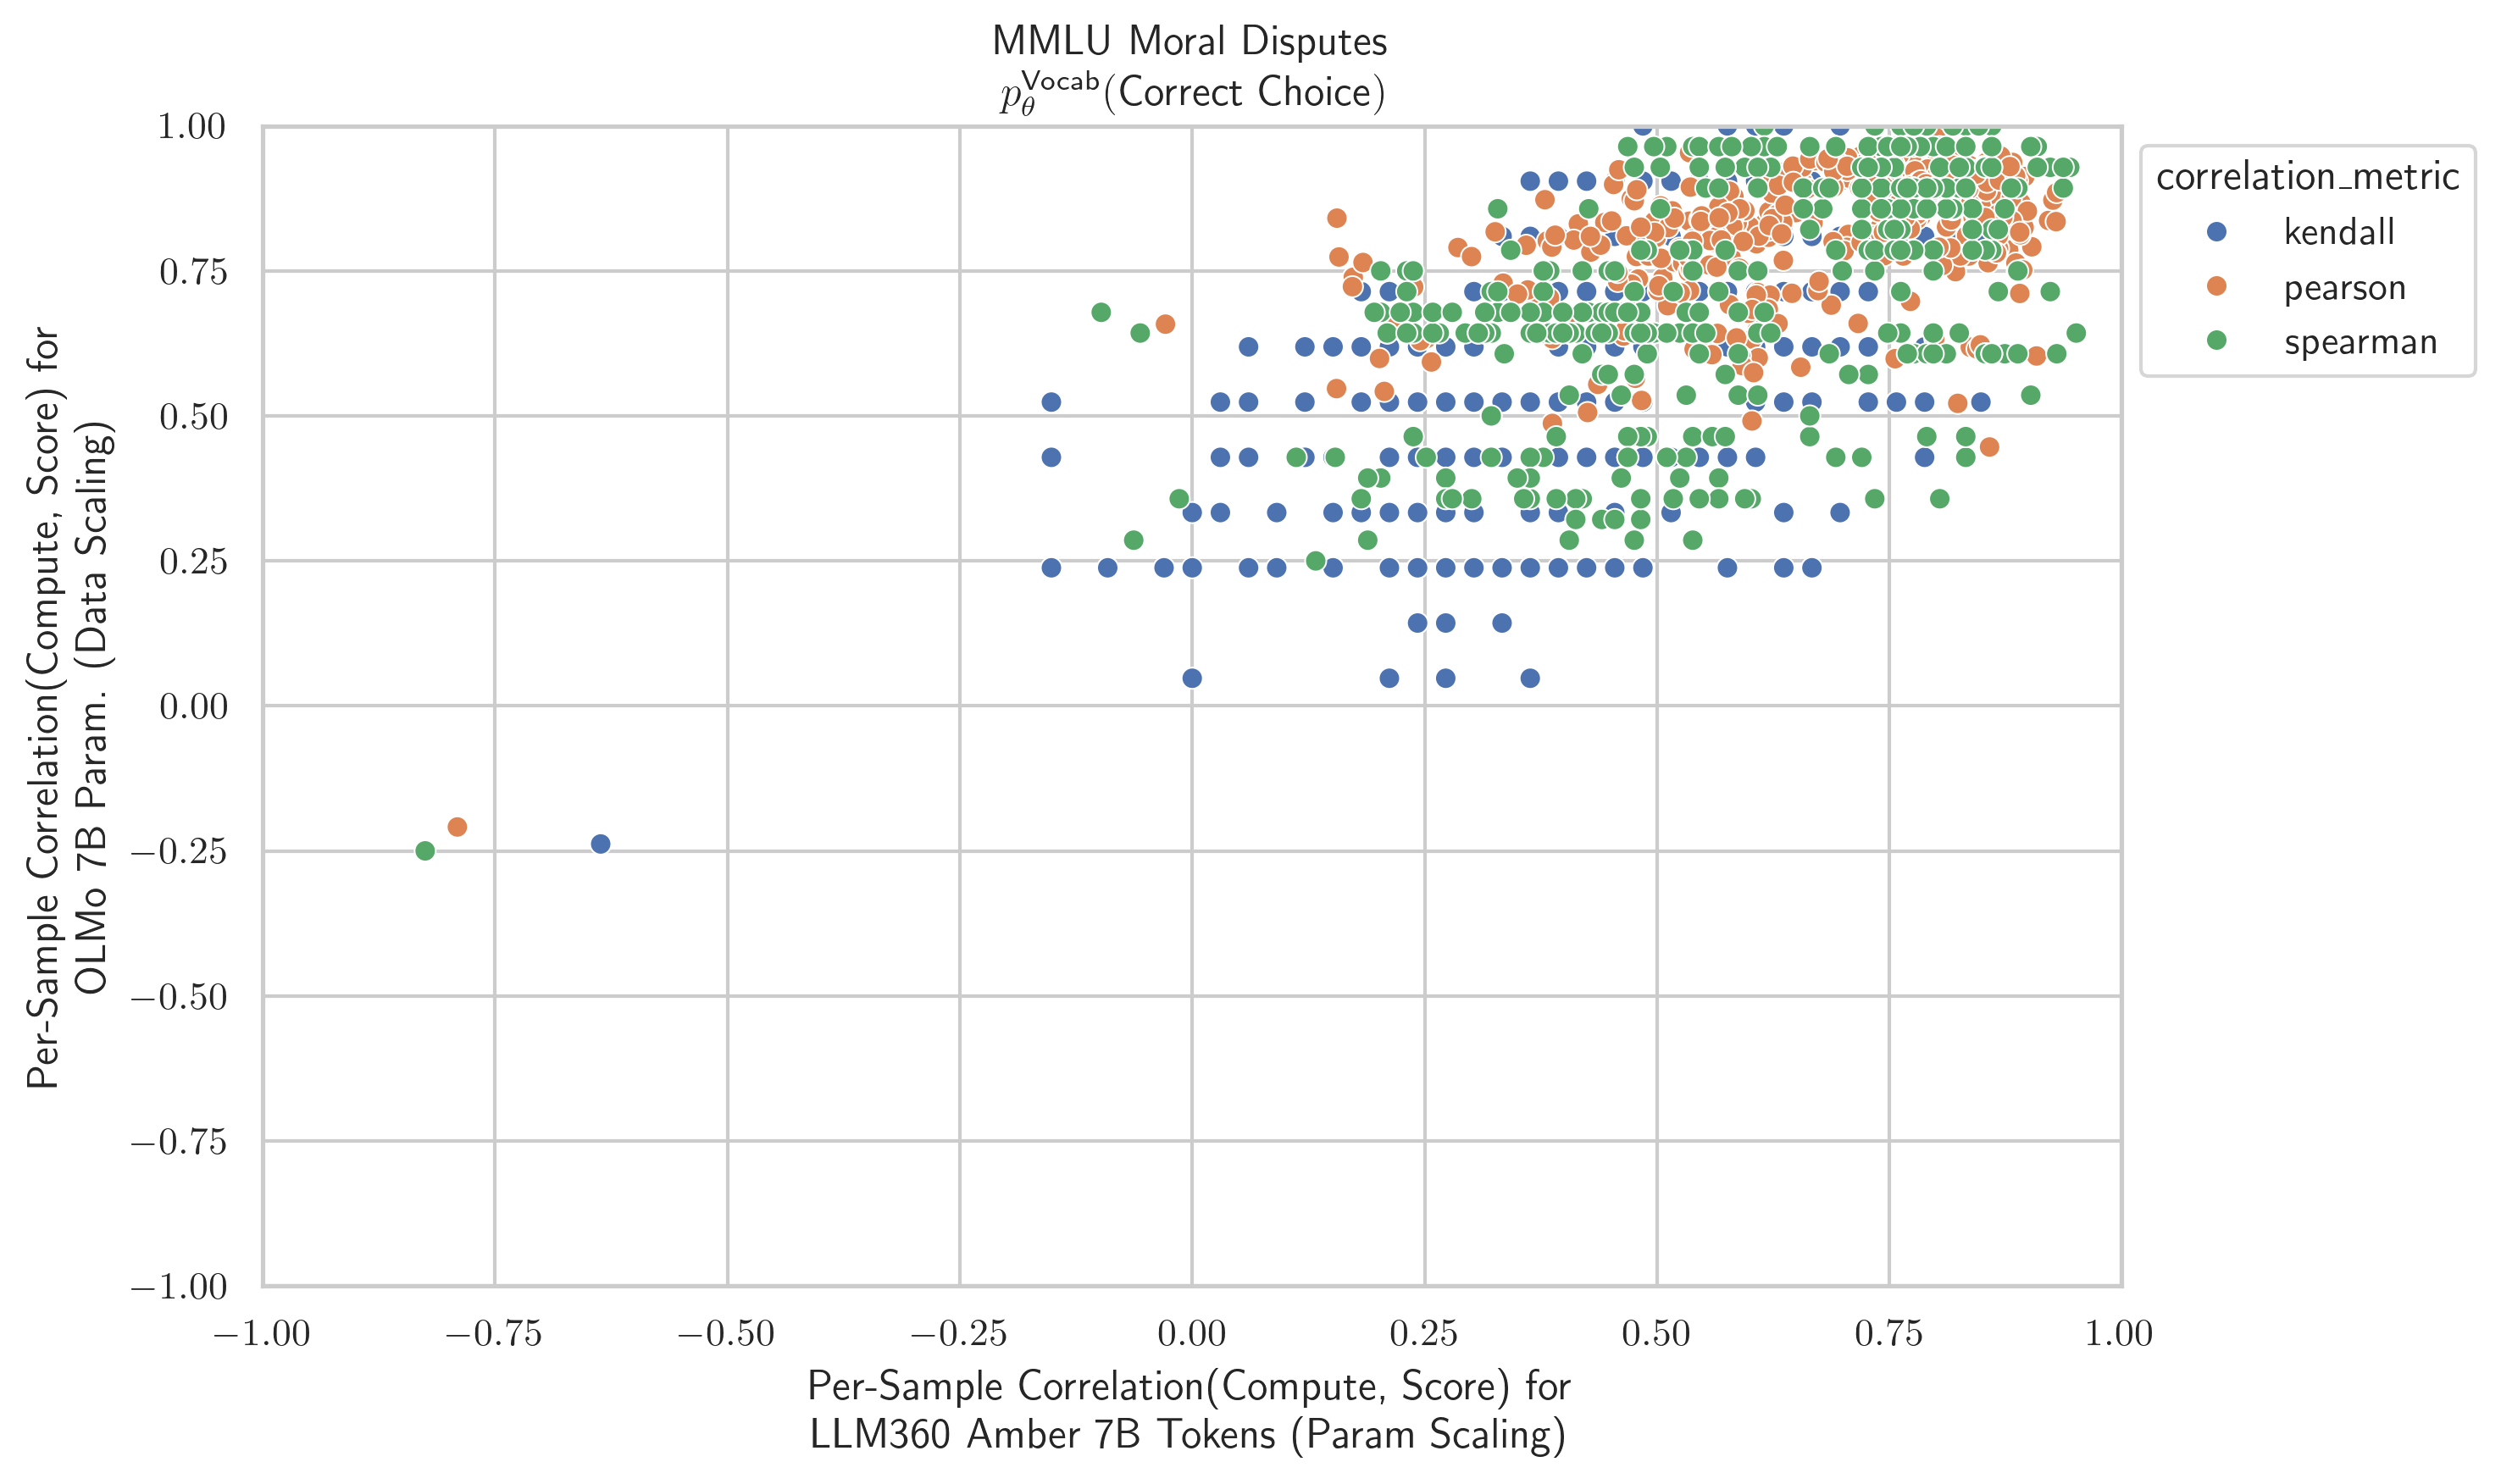 MMLU Moral Disputes
p_θ^Vocab(Correct Choice)
Per-Sample Correlation(Compute, Score) for
OLMo 7B Param. (Data Scaling)
1.00
0.75
0.50
0.25
0.00
−0.25
−0.50
−0.75
−1.00
−1.00 −0.75 −0.50 −0.25 0.00 0.25 0.50 0.75 1.00
Per-Sample Correlation(Compute, Score) for
LLM360 Amber 7B Tokens (Param Scaling)
correlation_metric
kendall
pearson
spearman